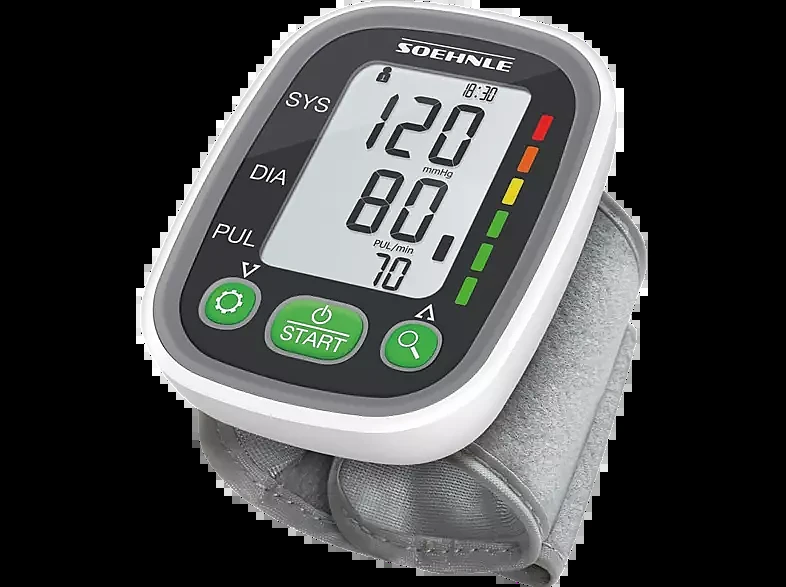 SOEHNLE
18:30
SYS
120
mmHg
DIA
80
PUL/min
PUL
70
START